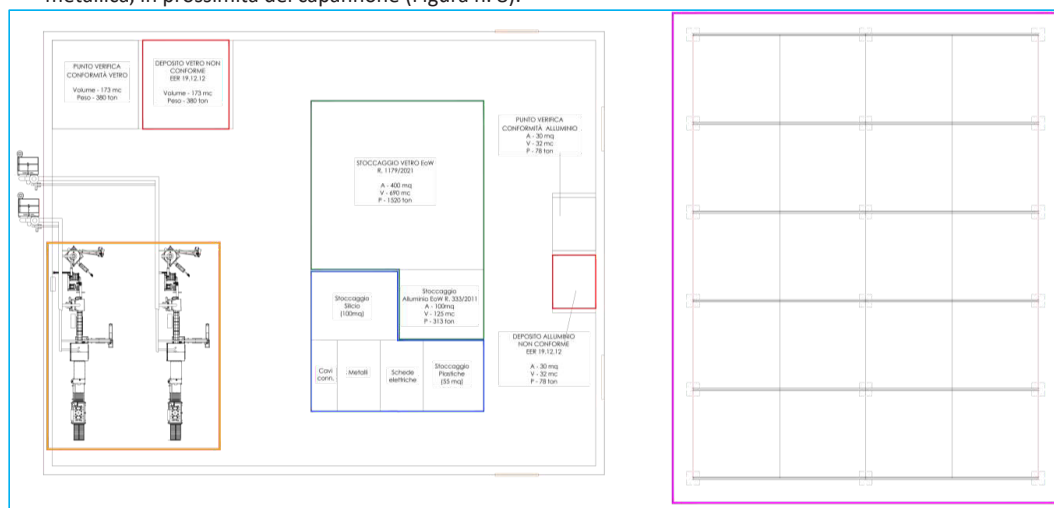 metallica, in prossimità del capannone (Figura n. 8).
PUNTO VERIFICA
CONFORMITÀ VETRO
Volume - 173 mc
Peso - 380 ton
DEPOSITO VETRO NON
CONFORME
EER 19.12.12
Volume - 173 mc
Peso - 380 ton
STOCCAGGIO VETRO EoW
R. 1179/2021
A - 400 mq
V - 690 mc
P - 1520 ton
PUNTO VERIFICA
CONFORMITÀ ALLUMINIO
A - 30 mq
V - 32 mc
P - 78 ton
Stoccaggio
Silicio
(100mq)
Stoccaggio
Alluminio EoW R. 333/2011
A - 100mq
V - 125 mc
P - 313 ton
Cavi
conn.
Metalli
Schede
elettriche
Stoccaggio
Plastiche
(55 mq)
DEPOSITO ALLUMINIO
NON CONFORME
EER 19.12.12
A - 30 mq
V - 32 mc
P - 78 ton